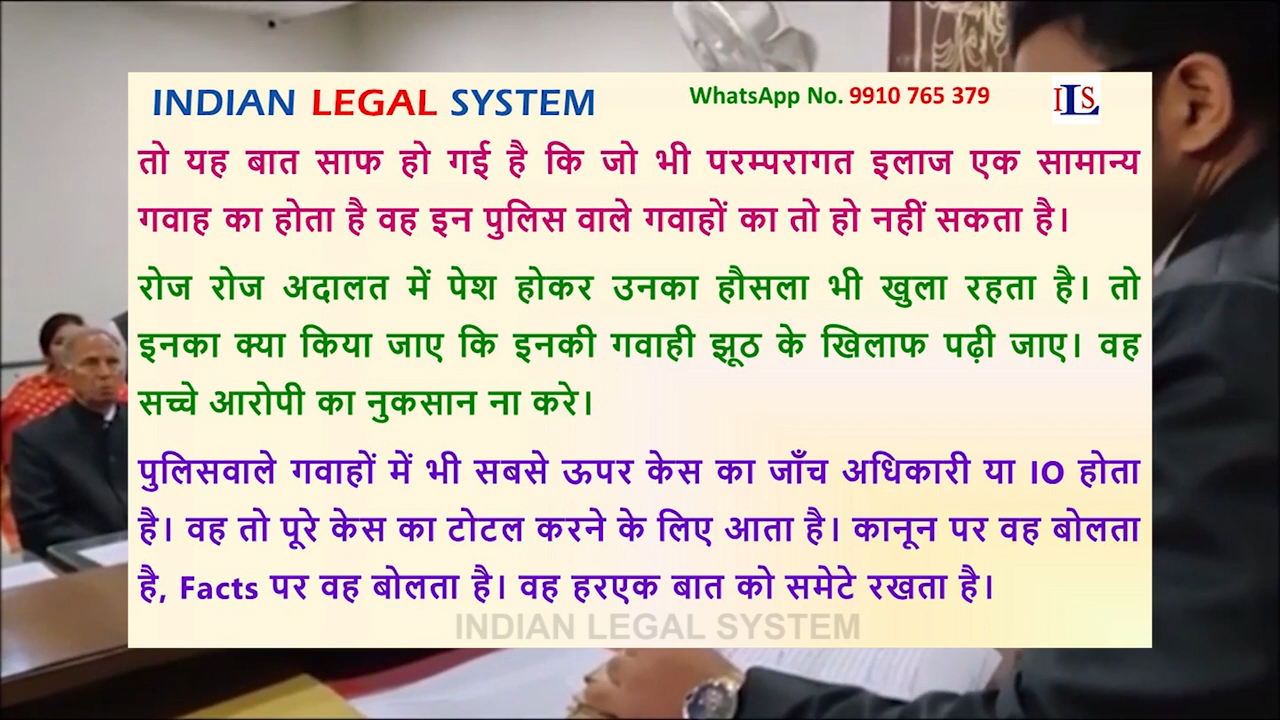 INDIAN LEGAL SYSTEM
WhatsApp No. 9910 765 379
ILS
तो यह बात साफ हो गई है कि जो भी परम्परागत इलाज एक सामान्य
गवाह का होता है वह इन पुलिस वाले गवाहों का तो हो नहीं सकता है।
रोज रोज अदालत में पेश होकर उनका हौसला भी खुला रहता है। तो
इनका क्या किया जाए कि इनकी गवाही झूठ के खिलाफ पढ़ी जाए। वह
सच्चे आरोपी का नुकसान ना करे।
पुलिसवाले गवाहों में भी सबसे ऊपर केस का जाँच अधिकारी या IO होता
है। वह तो पूरे केस का टोटल करने के लिए आता है। कानून पर वह बोलता
है, Facts पर वह बोलता है। वह हरएक बात को समेटे रखता है।
INDIAN LEGAL SYSTEM